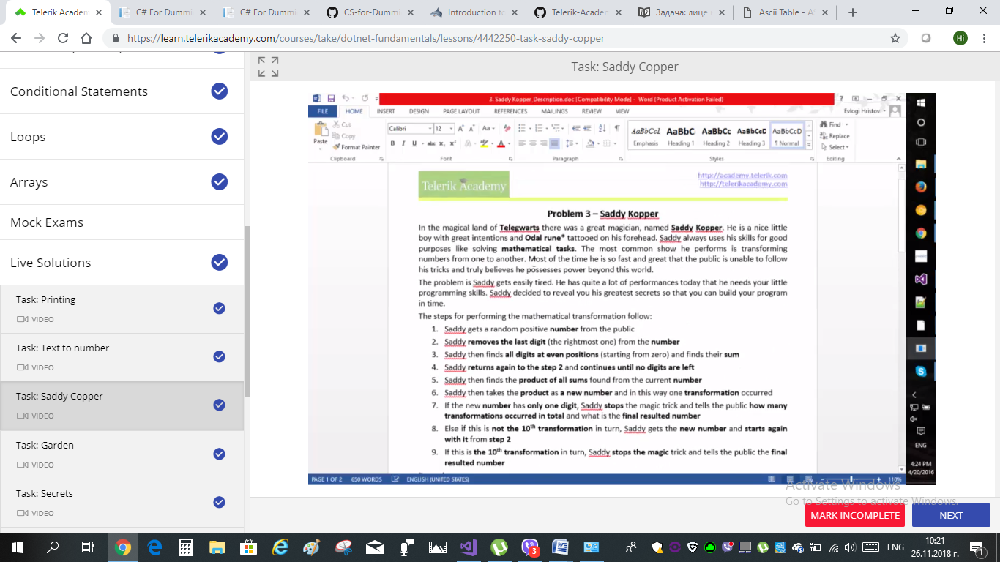 Telerik Academ
C# For Dummi
C# For Dummi
CS-for-Dummi
Introduction to
Telerik-Academ
Задача: лице н
Ascii Table - AS
https://learn.telerikacademy.com/courses/take/dotnet-fundamentals/lessons/4442250-task-saddy-copper
Hi
Conditional Statements
Loops
Arrays
Mock Exams
Live Solutions
Task: Printing
VIDEO
Task: Text to number
VIDEO
Task: Saddy Copper
VIDEO
Task: Garden
VIDEO
Task: Secrets
VIDEO
Task: Saddy Copper
3. Saddy Kopper_Description.doc [Compatibility Mode] - Word (Product Activation Failed)
FILE HOME INSERT DESIGN PAGE LAYOUT REFERENCES MAILINGS REVIEW VIEW
Evlogi Hristov
Paste
Cut
Copy
Format Painter
Clipboard
Calibri 12
Font
Paragraph
AaBbCcL AaBbC AaBbCc AaBbCcD AaBbCcD
Emphasis Heading 1 Heading 2 Heading 3 ¶ Normal
Styles
Find
Replace
Select
Editing
Telerik Academy
http://academy.telerik.com
http://telerikacademy.com
Problem 3 – Saddy Kopper
In the magical land of Telegwarts there was a great magician, named Saddy Kopper. He is a nice little
boy with great intentions and Odal rune* tattooed on his forehead. Saddy always uses his skills for good
purposes like solving mathematical tasks. The most common show he performs is transforming
numbers from one to another. Most of the time he is so fast and great that the public is unable to follow
his tricks and truly believes he possesses power beyond this world.
The problem is Saddy gets easily tired. He has quite a lot of performances today that he needs your little
programming skills. Saddy decided to reveal you his greatest secrets so that you can build your program
in time.
The steps for performing the mathematical transformation follow:
1. Saddy gets a random positive number from the public
2. Saddy removes the last digit (the rightmost one) from the number
3. Saddy then finds all digits at even positions (starting from zero) and finds their sum
4. Saddy returns again to the step 2 and continues until no digits are left
5. Saddy then finds the product of all sums found from the current number
6. Saddy then takes the product as a new number and in this way one transformation occurred
7. If the new number has only one digit, Saddy stops the magic trick and tells the public how many
transformations occurred in total and what is the final resulted number
8. Else if this is not the 10th transformation in turn, Saddy gets the new number and starts again
with it from step 2
9. If this is the 10th transformation in turn, Saddy stops the magic trick and tells the public the final
resulted number
PAGE 1 OF 2 650 WORDS ENGLISH (UNITED STATES)
110%
ENG
4:24 PM
4/20/2016
Activate Windows
Go to Settings to activate Windows.
MARK INCOMPLETE
NEXT
3
ENG
10:21
26.11.2018 г.
1